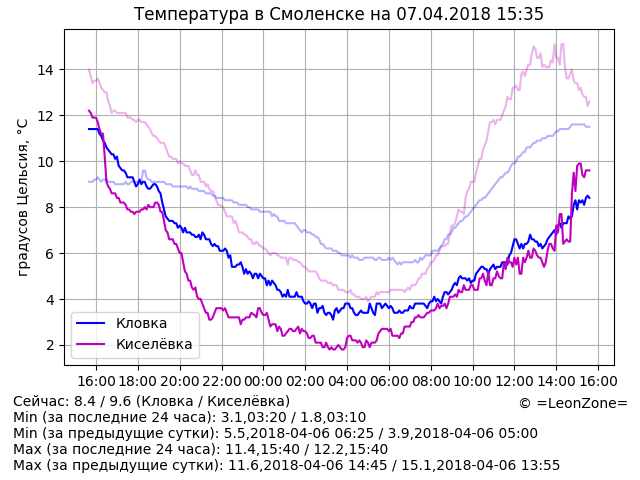 Температура в Смоленске на 07.04.2018 15:35
градусов Цельсия, °C
14
12
10
8
6
4
2
Кловка
Киселёвка
16:00 18:00 20:00 22:00 00:00 02:00 04:00 06:00 08:00 10:00 12:00 14:00 16:00
Сейчас: 8.4 / 9.6 (Кловка / Киселёвка)
© =LeonZone=
Min (за последние 24 часа): 3.1,03:20 / 1.8,03:10
Min (за предыдущие сутки): 5.5,2018-04-06 06:25 / 3.9,2018-04-06 05:00
Max (за последние 24 часа): 11.4,15:40 / 12.2,15:40
Max (за предыдущие сутки): 11.6,2018-04-06 14:45 / 15.1,2018-04-06 13:55